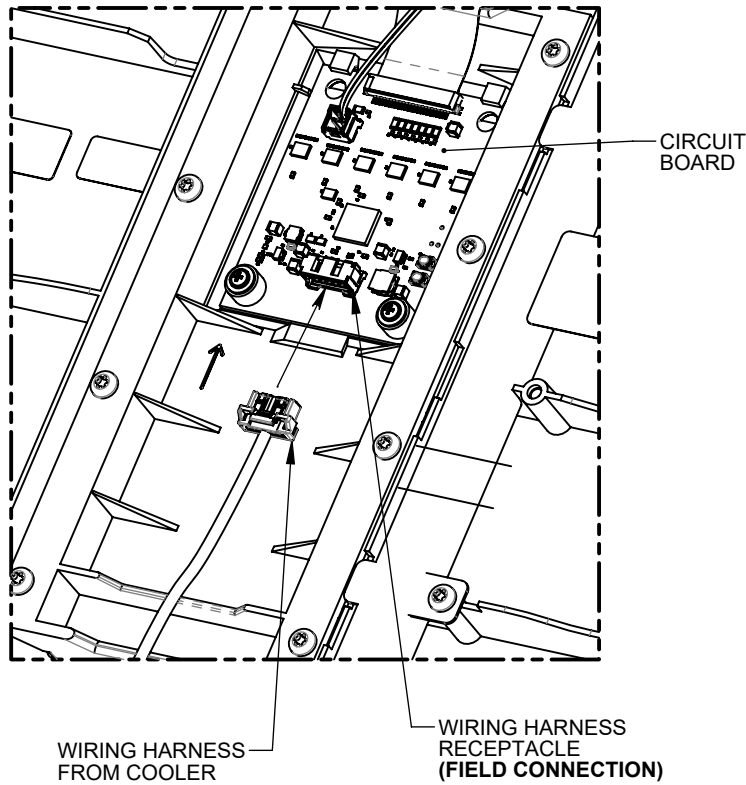 CIRCUIT
BOARD
WIRING HARNESS
FROM COOLER
WIRING HARNESS
RECEPTACLE
(FIELD CONNECTION)